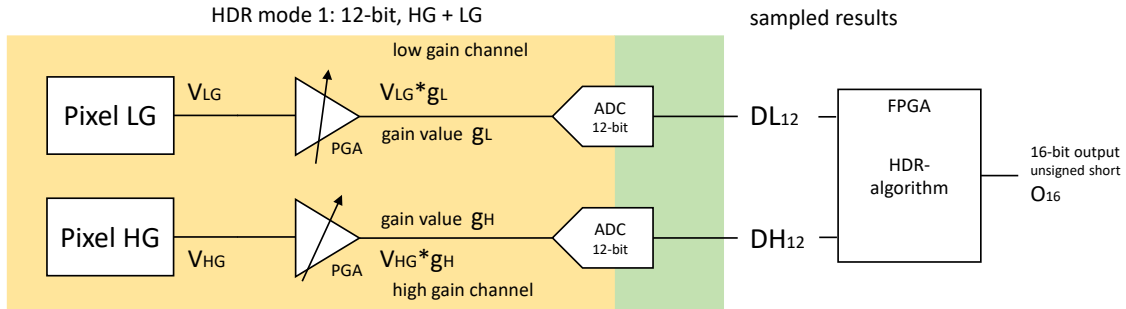 HDR mode 1: 12-bit, HG + LG
sampled results
low gain channel
Pixel LG
VLG
VLG*gL
PGA
gain value gL
ADC
12-bit
DL12
FPGA
HDR-
algorithm
16-bit output
unsigned short
O16
Pixel HG
VHG
gain value gH
PGA
VHG*gH
ADC
12-bit
DH12
high gain channel